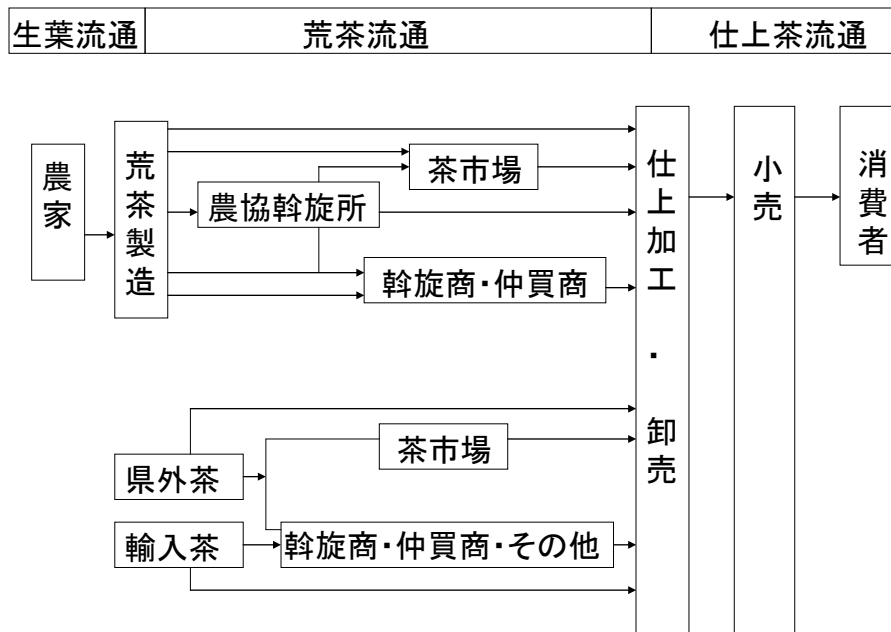 生葉流通
荒茶流通
仕上茶流通
農家
荒茶製造
茶市場
農協斡旋所
斡旋商・仲買商
仕上加工・卸売
小売
消費者
県外茶
茶市場
輸入茶
斡旋商・仲買商・その他